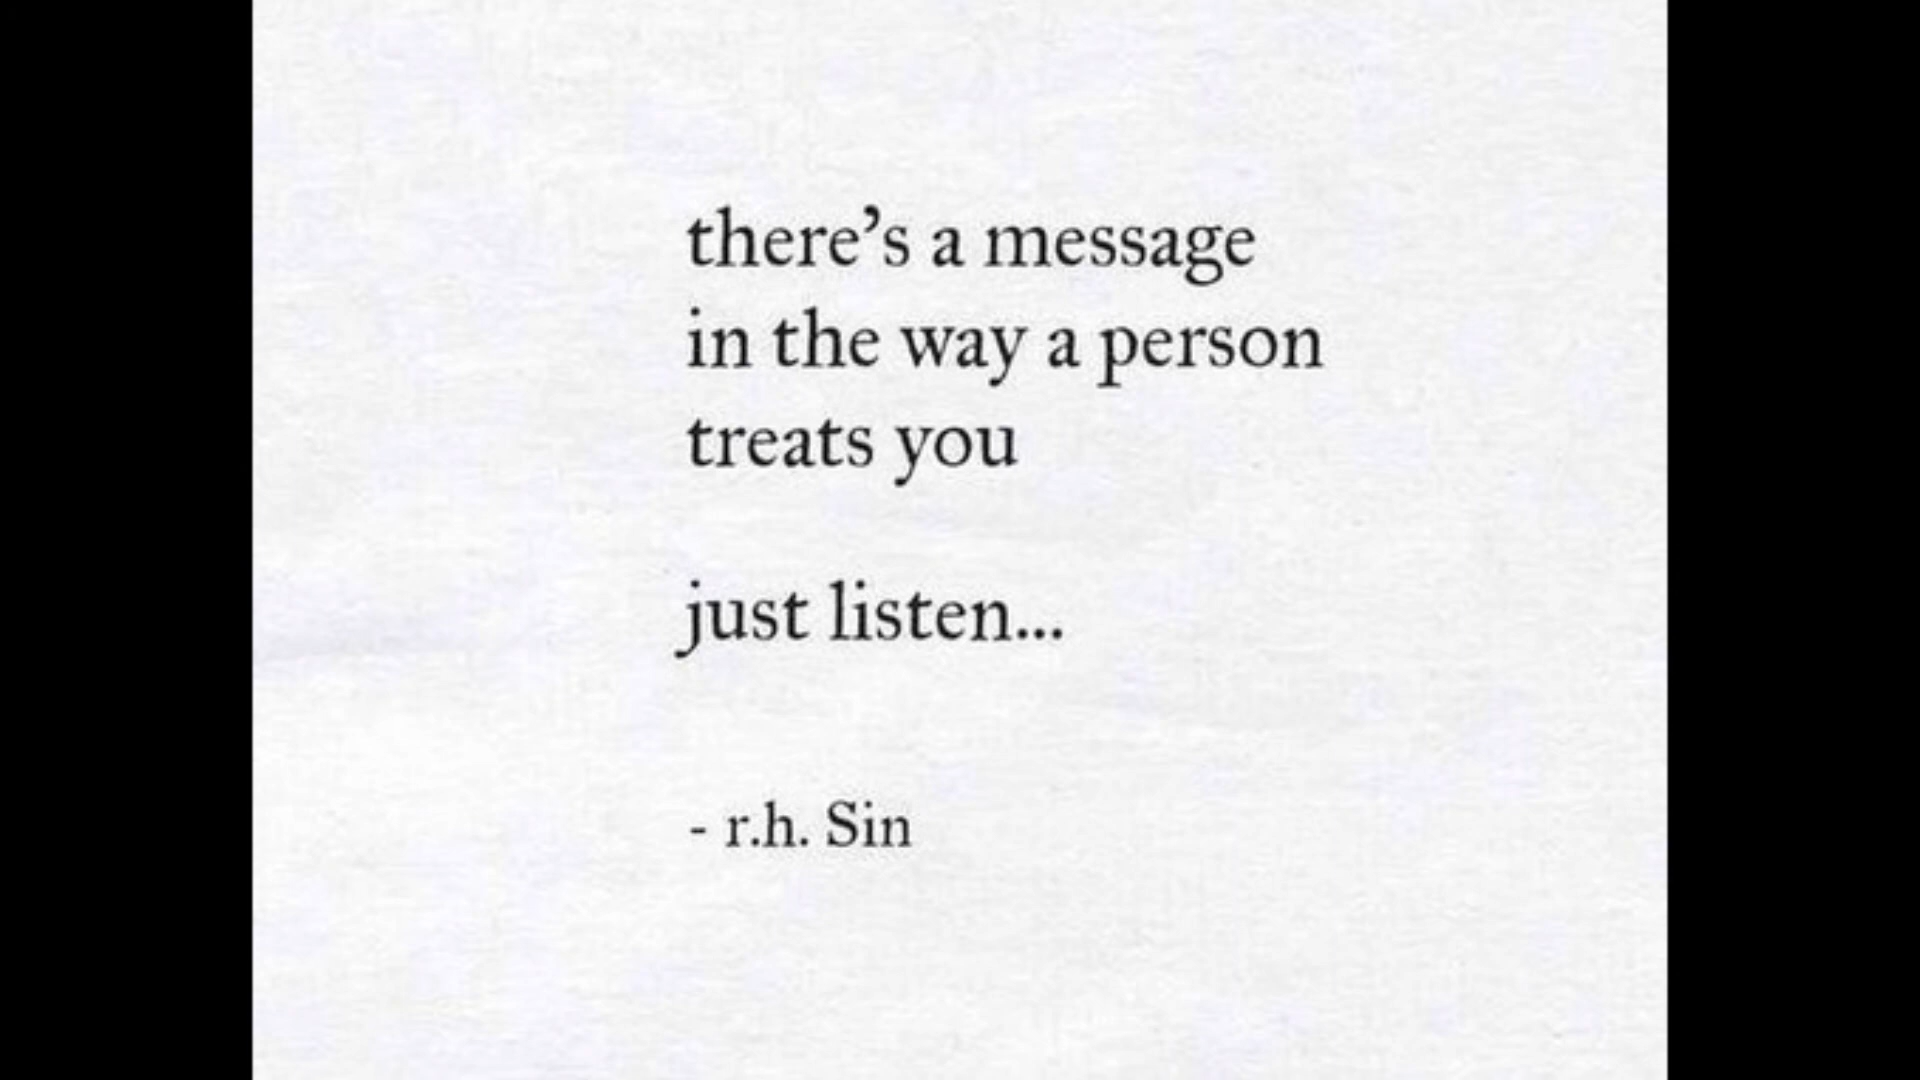 there’s a message
in the way a person
treats you
just listen...
- r.h. Sin